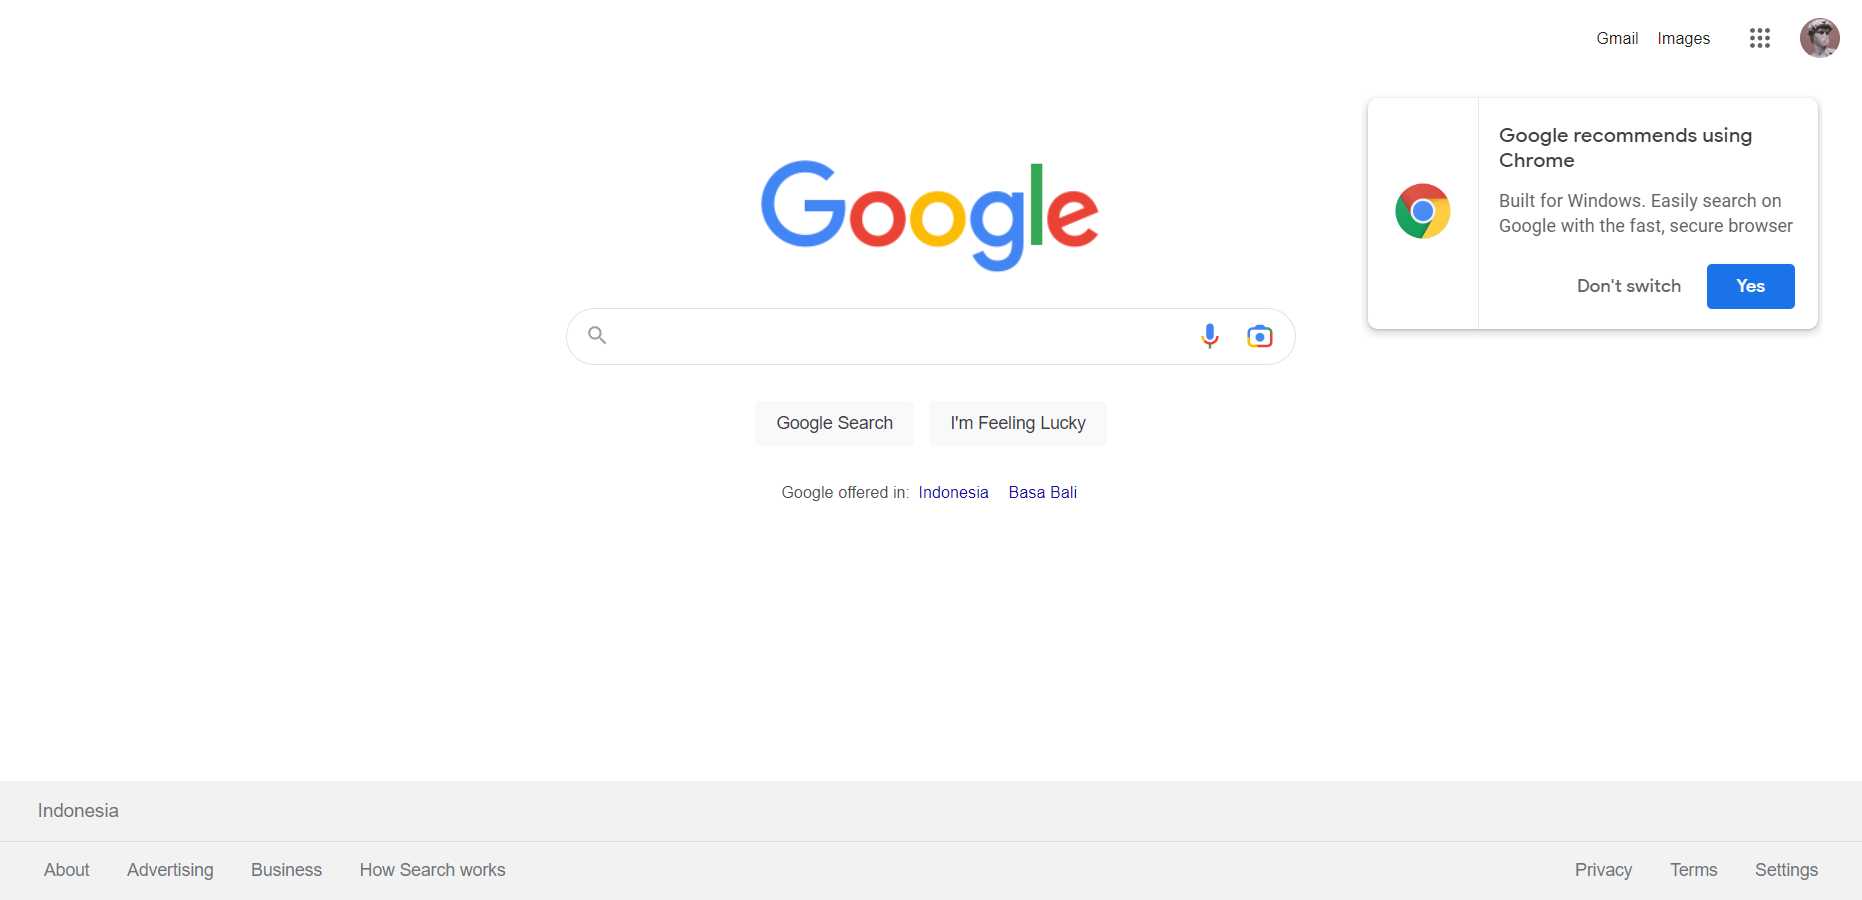 Gmail Images
Google recommends using
Chrome
Built for Windows. Easily search on
Google with the fast, secure browser
Don't switch Yes
Google
Google Search I'm Feeling Lucky
Google offered in: Indonesia Basa Bali
Indonesia
About Advertising Business How Search works Privacy Terms Settings